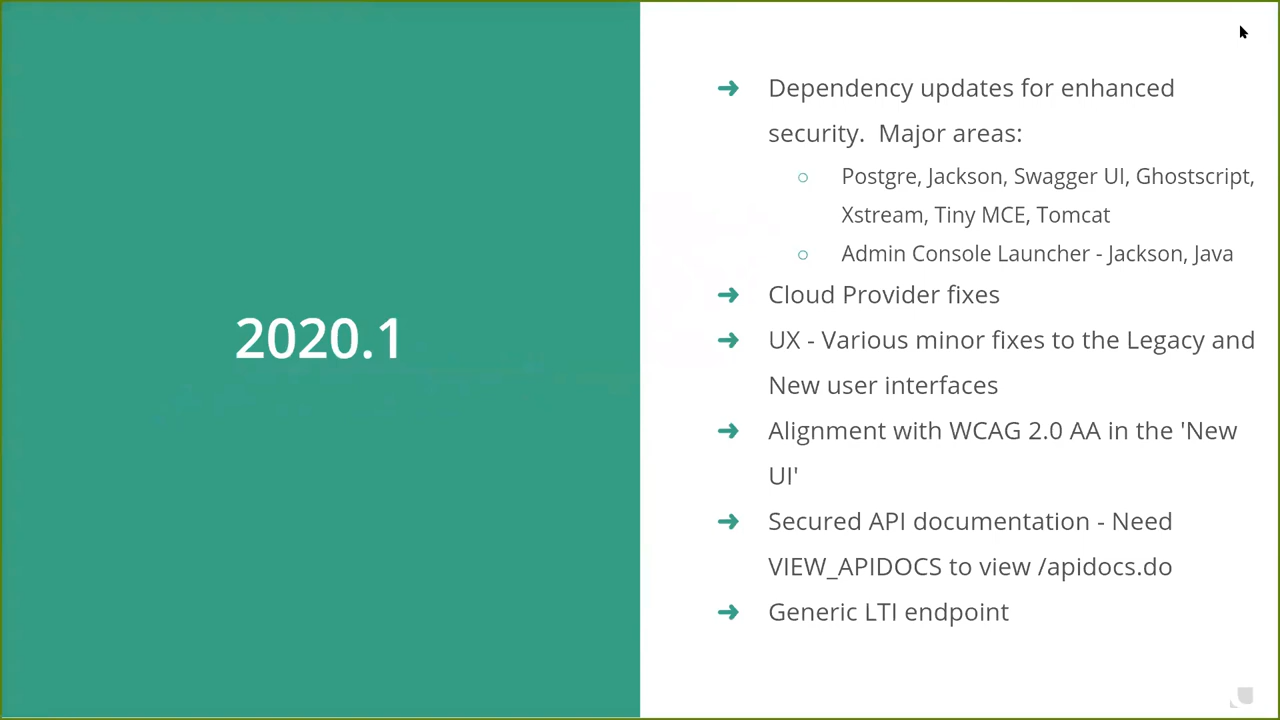 2020.1
Dependency updates for enhanced
security.  Major areas:
Postgre, Jackson, Swagger UI, Ghostscript,
Xstream, Tiny MCE, Tomcat
Admin Console Launcher - Jackson, Java
Cloud Provider fixes
UX - Various minor fixes to the Legacy and
New user interfaces
Alignment with WCAG 2.0 AA in the 'New
UI'
Secured API documentation - Need
VIEW_APIDOCS to view /apidocs.do
Generic LTI endpoint